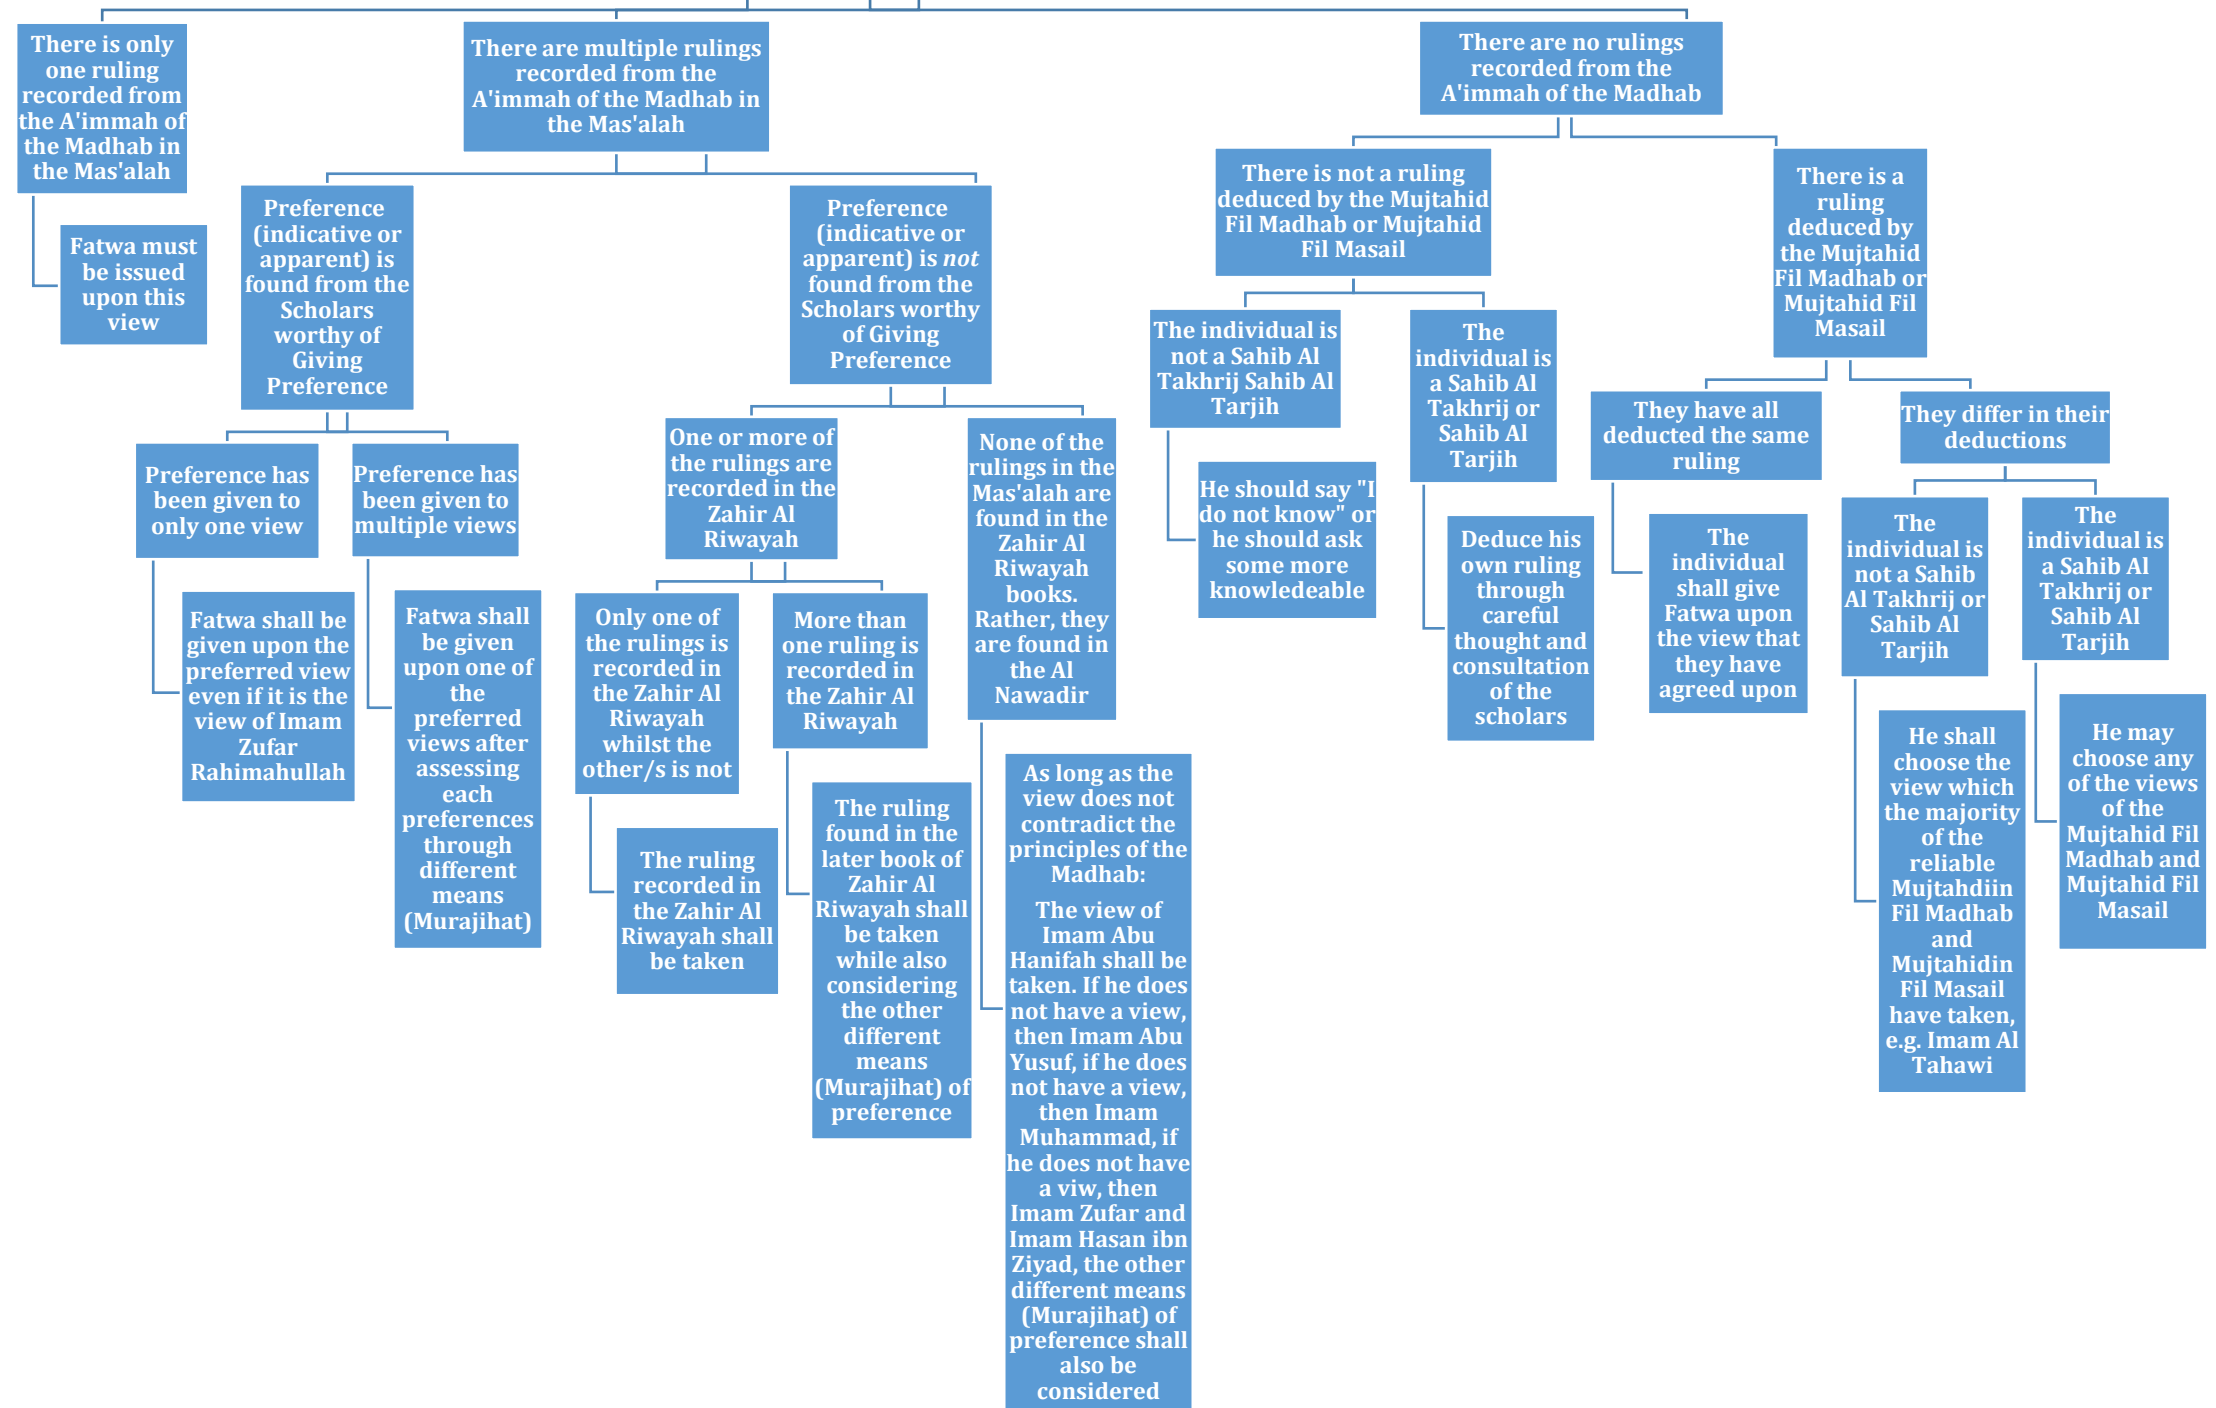 There is only
one ruling
recorded from
the A'immah of
the Madhab in
the Mas'alah
Fatwa must
be issued
upon this
view
There are multiple rulings
recorded from the
A'immah of the Madhab in
the Mas'alah
Preference
(indicative or
apparent) is
found from the
Scholars
worthy of
Giving
Preference
Preference has
been given to
only one view
Fatwa shall be
given upon the
preferred view
even if it is the
view of Imam
Zufar
Rahimahullah
Preference has
been given to
multiple views
Fatwa shall
be given
upon one of
the
preferred
views after
assessing
each
preferences
through
different
means
(Murajihat)
Preference
(indicative or
apparent) is not
found from the
Scholars worthy
of Giving
Preference
One or more of
the rulings are
recorded in the
Zahir Al
Riwayah
Only one of
the rulings is
recorded in
the Zahir Al
Riwayah
whilst the
other/s is not
The ruling
recorded in
the Zahir Al
Riwayah shall
be taken
More than
one ruling is
recorded in
the Zahir Al
Riwayah
The ruling
found in the
later book of
Zahir Al
Riwayah shall
be taken
while also
considering
the other
different
means
(Murajihat) of
preference
None of the
rulings in the
Mas'alah are
found in the
Zahir Al
Riwayah
books.
Rather, they
are found in
the Al
Nawadir
As long as the
view does not
contradict the
principles of the
Madhab:
The view of
Imam Abu
Hanifah shall be
taken. If he does
not have a view,
then Imam Abu
Yusuf, if he does
not have a view,
then Imam
Muhammad, if
he does not have
a viw, then
Imam Zufar and
Imam Hasan ibn
Ziyad, the other
different means
(Murajihat) of
preference shall
also be
considered
There are no rulings
recorded from the
A'immah of the Madhab
There is not a ruling
deduced by the Mujtahid
Fil Madhab or Mujtahid
Fil Masail
The individual is
not a Sahib Al
Takhrij Sahib Al
Tarjih
He should say "I
do not know" or
he should ask
some more
knowledeable
The
individual is
a Sahib Al
Takhrij or
Sahib Al
Tarjih
Deduce his
own ruling
through
careful
thought and
consultation
of the
scholars
There is a
ruling
deduced by
the Mujtahid
Fil Madhab or
Mujtahid Fil
Masail
They have all
deducted the same
ruling
The
individual
shall give
Fatwa upon
the view that
they have
agreed upon
They differ in their
deductions
The
individual is
not a Sahib
Al Takhrij or
Sahib Al
Tarjih
He shall
choose the
view which
the majority
of the
reliable
Mujtahdiin
Fil Madhab
and
Mujtahidin
Fil Masail
have taken,
e.g. Imam Al
Tahawi
The
individual is
a Sahib Al
Takhrij or
Sahib Al
Tarjih
He may
choose any
of the views
of the
Mujtahid Fil
Madhab and
Mujtahid Fil
Masail